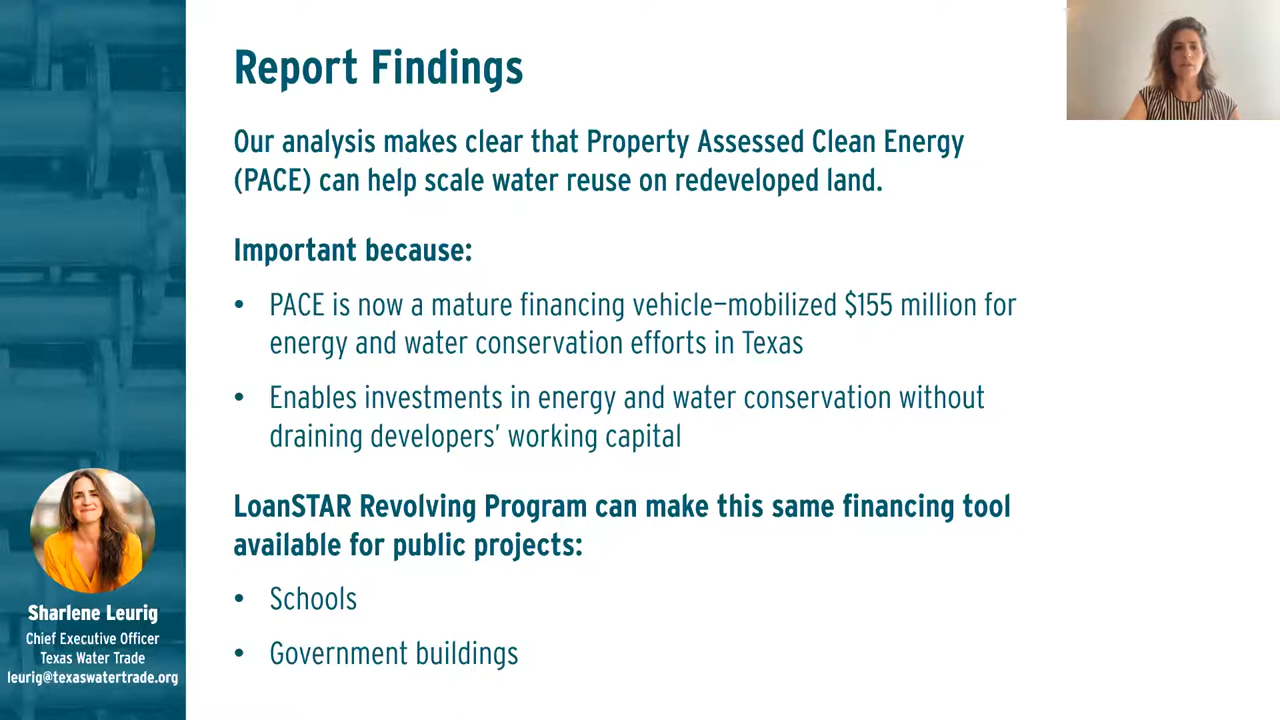 Report Findings
Our analysis makes clear that Property Assessed Clean Energy
(PACE) can help scale water reuse on redeveloped land.
Important because:
• PACE is now a mature financing vehicle–mobilized $155 million for
energy and water conservation efforts in Texas
• Enables investments in energy and water conservation without
draining developers’ working capital
LoanSTAR Revolving Program can make this same financing tool
available for public projects:
• Schools
• Government buildings
Sharlene Leurig
Chief Executive Officer
Texas Water Trade
leurig@texaswatertrade.org